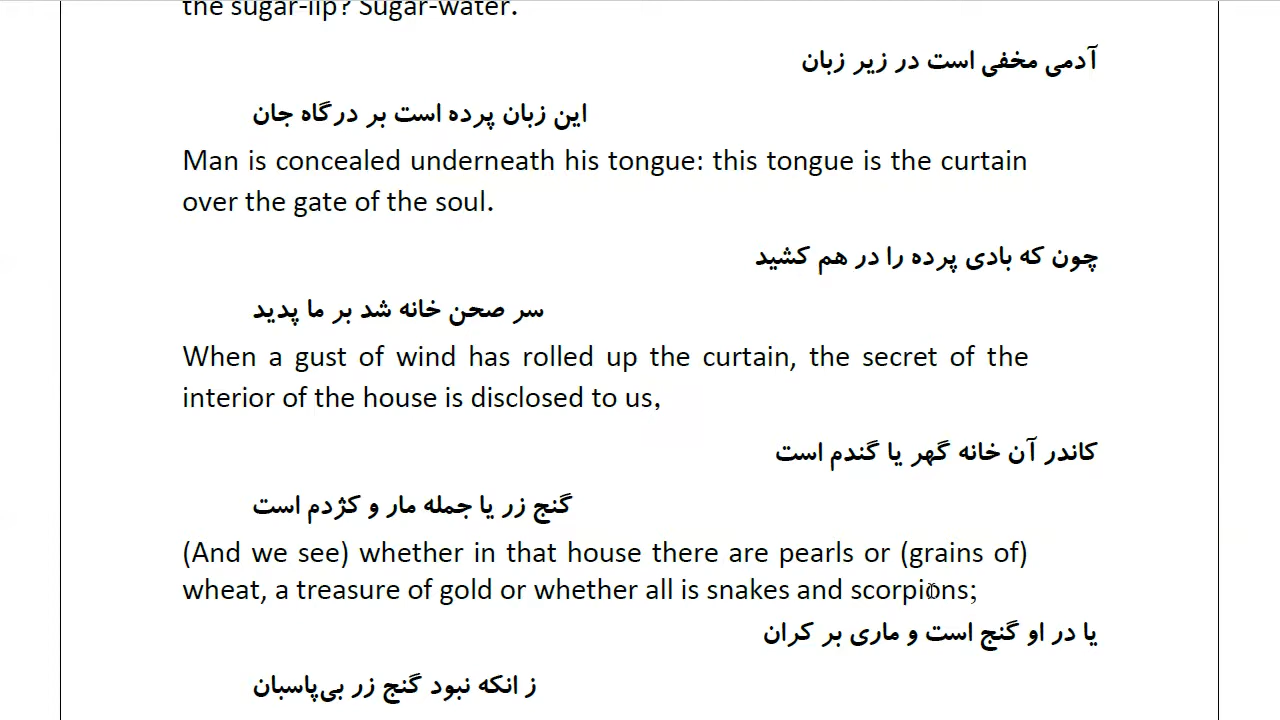 the sugar-lip? Sugar-water.
آدمی مخفی است در زیر زبان
این زبان پرده است بر درگاه جان
Man is concealed underneath his tongue: this tongue is the curtain
over the gate of the soul.
چون که بادی پرده را در هم کشید
سر صحن خانه شد بر ما پدید
When a gust of wind has rolled up the curtain, the secret of the
interior of the house is disclosed to us,
کاندر آن خانه گهر یا گندم است
گنج زر یا جمله مار و کژدم است
(And we see) whether in that house there are pearls or (grains of)
wheat, a treasure of gold or whether all is snakes and scorpions;
یا در او گنج است و ماری بر کران
ز انکه نبود گنج زر بی‌پاسبان